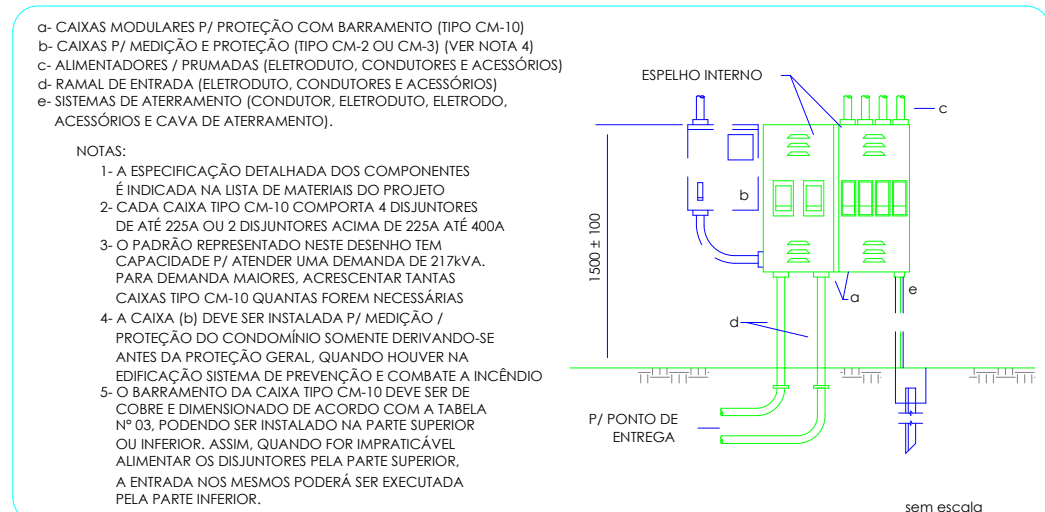 a- CAIXAS MODULARES P/ PROTEÇÃO COM BARRAMENTO (TIPO CM-10)
b- CAIXAS P/ MEDIÇÃO E PROTEÇÃO (TIPO CM-2 OU CM-3) (VER NOTA 4)
c- ALIMENTADORES / PRUMADAS (ELETRODUTO, CONDUTORES E ACESSÓRIOS)
d- RAMAL DE ENTRADA (ELETRODUTO, CONDUTORES E ACESSÓRIOS)
e- SISTEMAS DE ATERRAMENTO (CONDUTOR, ELETRODUTO, ELETRODO,
ACESSÓRIOS E CAVA DE ATERRAMENTO).
NOTAS:
1- A ESPECIFICAÇÃO DETALHADA DOS COMPONENTES
É INDICADA NA LISTA DE MATERIAIS DO PROJETO
2- CADA CAIXA TIPO CM-10 COMPORTA 4 DISJUNTORES
DE ATÉ 225A OU 2 DISJUNTORES ACIMA DE 225A ATÉ 400A
3- O PADRÃO REPRESENTADO NESTE DESENHO TEM
CAPACIDADE P/ ATENDER UMA DEMANDA DE 217kVA.
PARA DEMANDA MAIORES, ACRESCENTAR TANTAS
CAIXAS TIPO CM-10 QUANTAS FOREM NECESSÁRIAS
4- A CAIXA (b) DEVE SER INSTALADA P/ MEDIÇÃO /
PROTEÇÃO DO CONDOMÍNIO SOMENTE DERIVANDO-SE
ANTES DA PROTEÇÃO GERAL, QUANDO HOUVER NA
EDIFICAÇÃO SISTEMA DE PREVENÇÃO E COMBATE A INCÊNDIO
5- O BARRAMENTO DA CAIXA TIPO CM-10 DEVE SER DE
COBRE E DIMENSIONADO DE ACORDO COM A TABELA
Nº 03, PODENDO SER INSTALADO NA PARTE SUPERIOR
OU INFERIOR. ASSIM, QUANDO FOR IMPRATICÁVEL
ALIMENTAR OS DISJUNTORES PELA PARTE SUPERIOR,
A ENTRADA NOS MESMOS PODERÁ SER EXECUTADA
PELA PARTE INFERIOR.
ESPELHO INTERNO
c
b
1500 ± 100
e
a
d
P/ PONTO DE
ENTREGA
sem escala